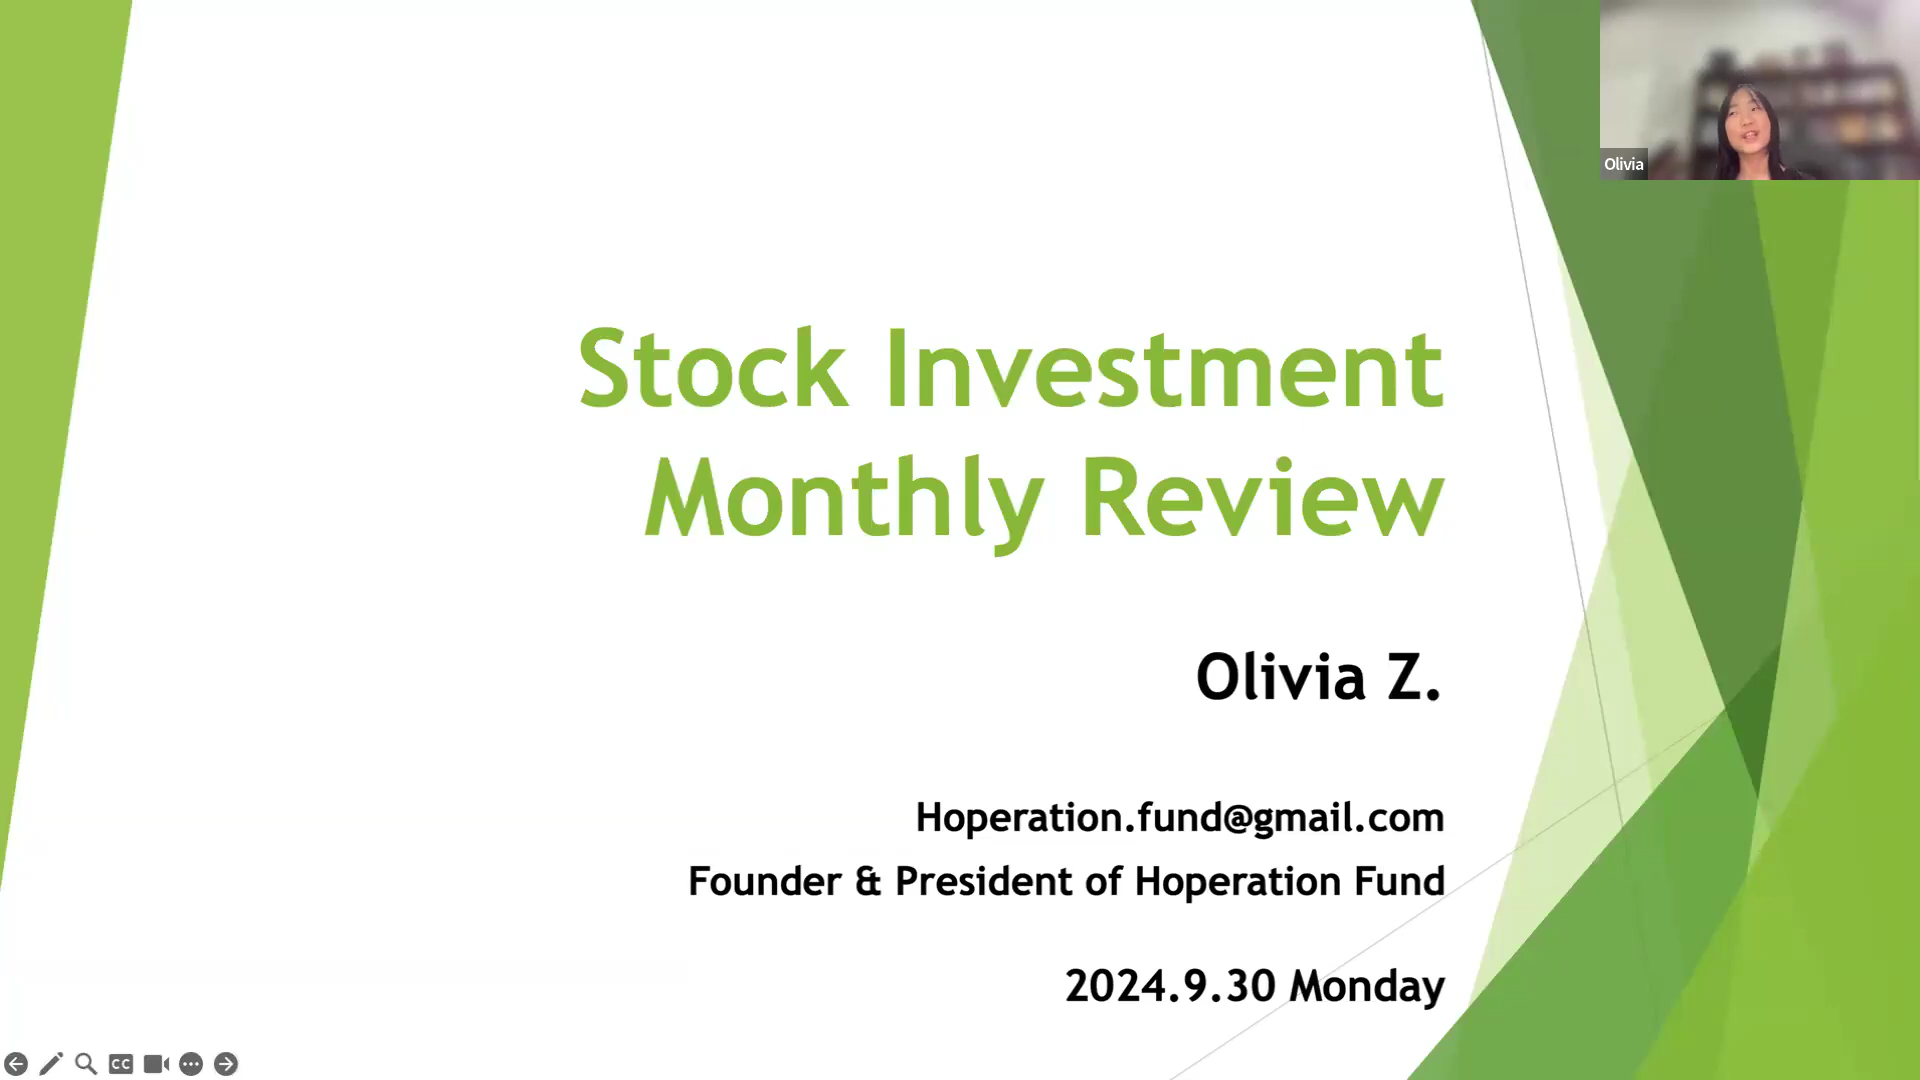 Olivia
Stock Investment
Monthly Review
Olivia Z.
Hoperation.fund@gmail.com
Founder & President of Hoperation Fund
2024.9.30 Monday
CC